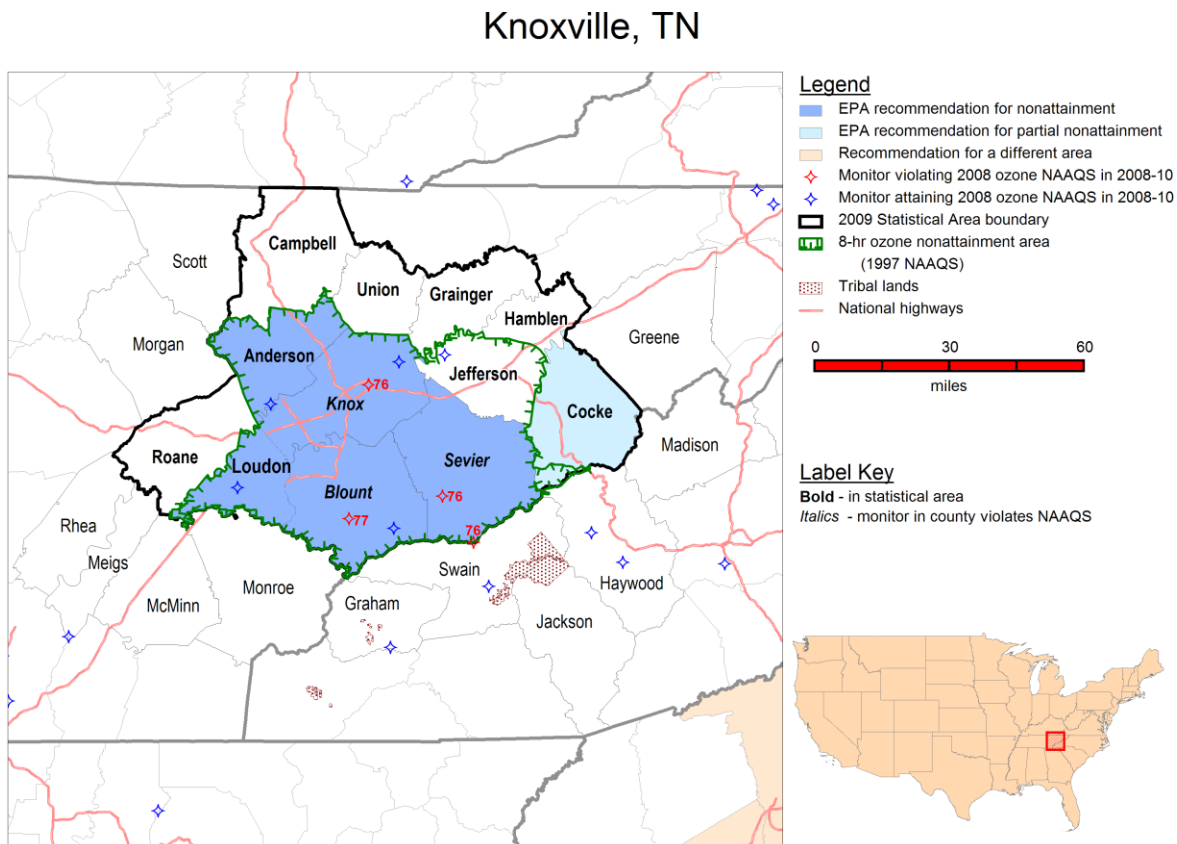 Knoxville, TN
Legend
EPA recommendation for nonattainment
EPA recommendation for partial nonattainment
Recommendation for a different area
Monitor violating 2008 ozone NAAQS in 2008-10
Monitor attaining 2008 ozone NAAQS in 2008-10
2009 Statistical Area boundary
8-hr ozone nonattainment area
(1997 NAAQS)
Tribal lands
National highways
0 30 60
miles
Label Key
Bold - in statistical area
Italics - monitor in county violates NAAQS
Campbell
Scott
Union
Grainger
Hamblen
Greene
Morgan
Anderson
Jefferson
76
Knox
Cocke
Madison
Roane
Loudon
Sevier
Blount
76
77
76
Rhea
Meigs
Swain
Haywood
Monroe
McMinn
Graham
Jackson